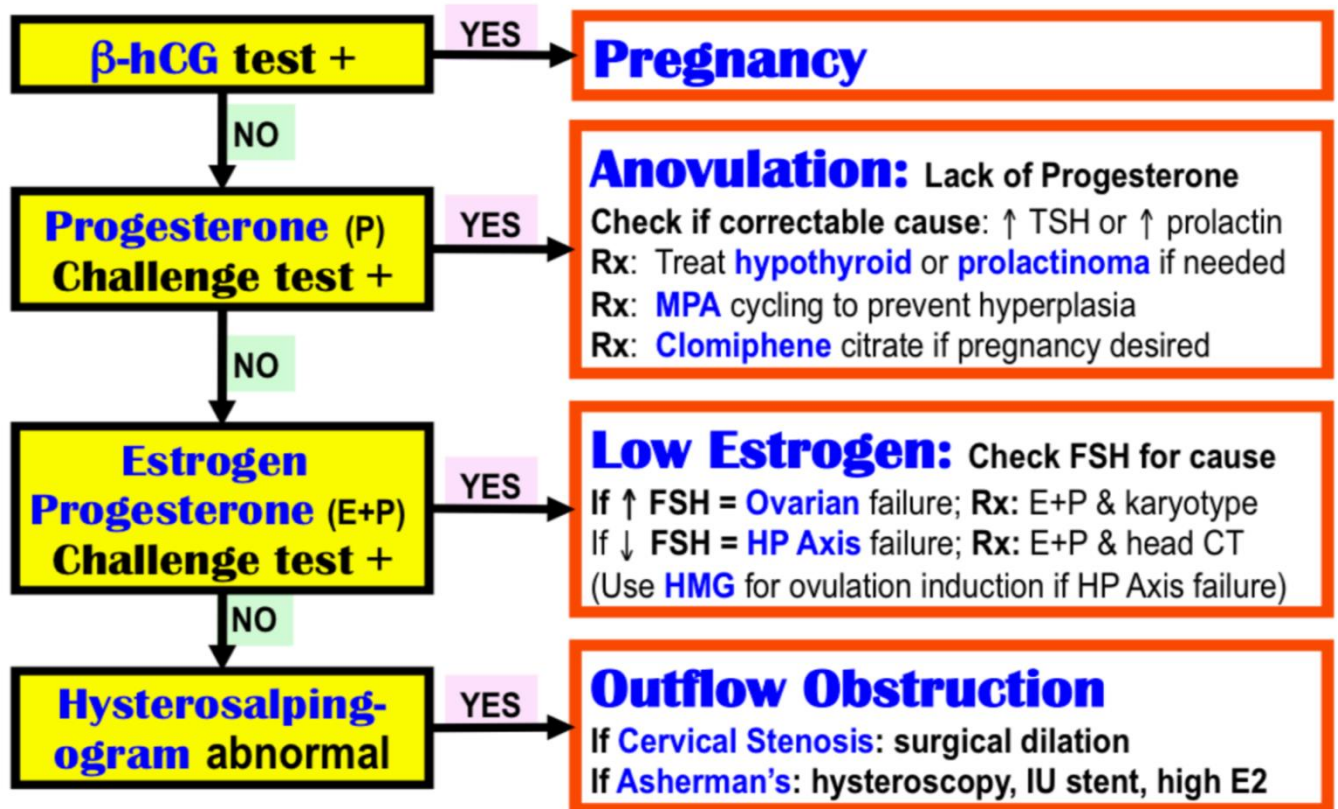 β-hCG test +
YES
Pregnancy
NO
Progesterone (P)
Challenge test +
YES
Anovulation: Lack of Progesterone
Check if correctable cause: ↑ TSH or ↑ prolactin
Rx: Treat hypothyroid or prolactinoma if needed
Rx: MPA cycling to prevent hyperplasia
Rx: Clomiphene citrate if pregnancy desired
NO
Estrogen
Progesterone (E+P)
Challenge test +
YES
Low Estrogen: Check FSH for cause
If ↑ FSH = Ovarian failure; Rx: E+P & karyotype
If ↓ FSH = HP Axis failure; Rx: E+P & head CT
(Use HMG for ovulation induction if HP Axis failure)
NO
Hysterosalping-
ogram abnormal
YES
Outflow Obstruction
If Cervical Stenosis: surgical dilation
If Asherman's: hysteroscopy, IU stent, high E2